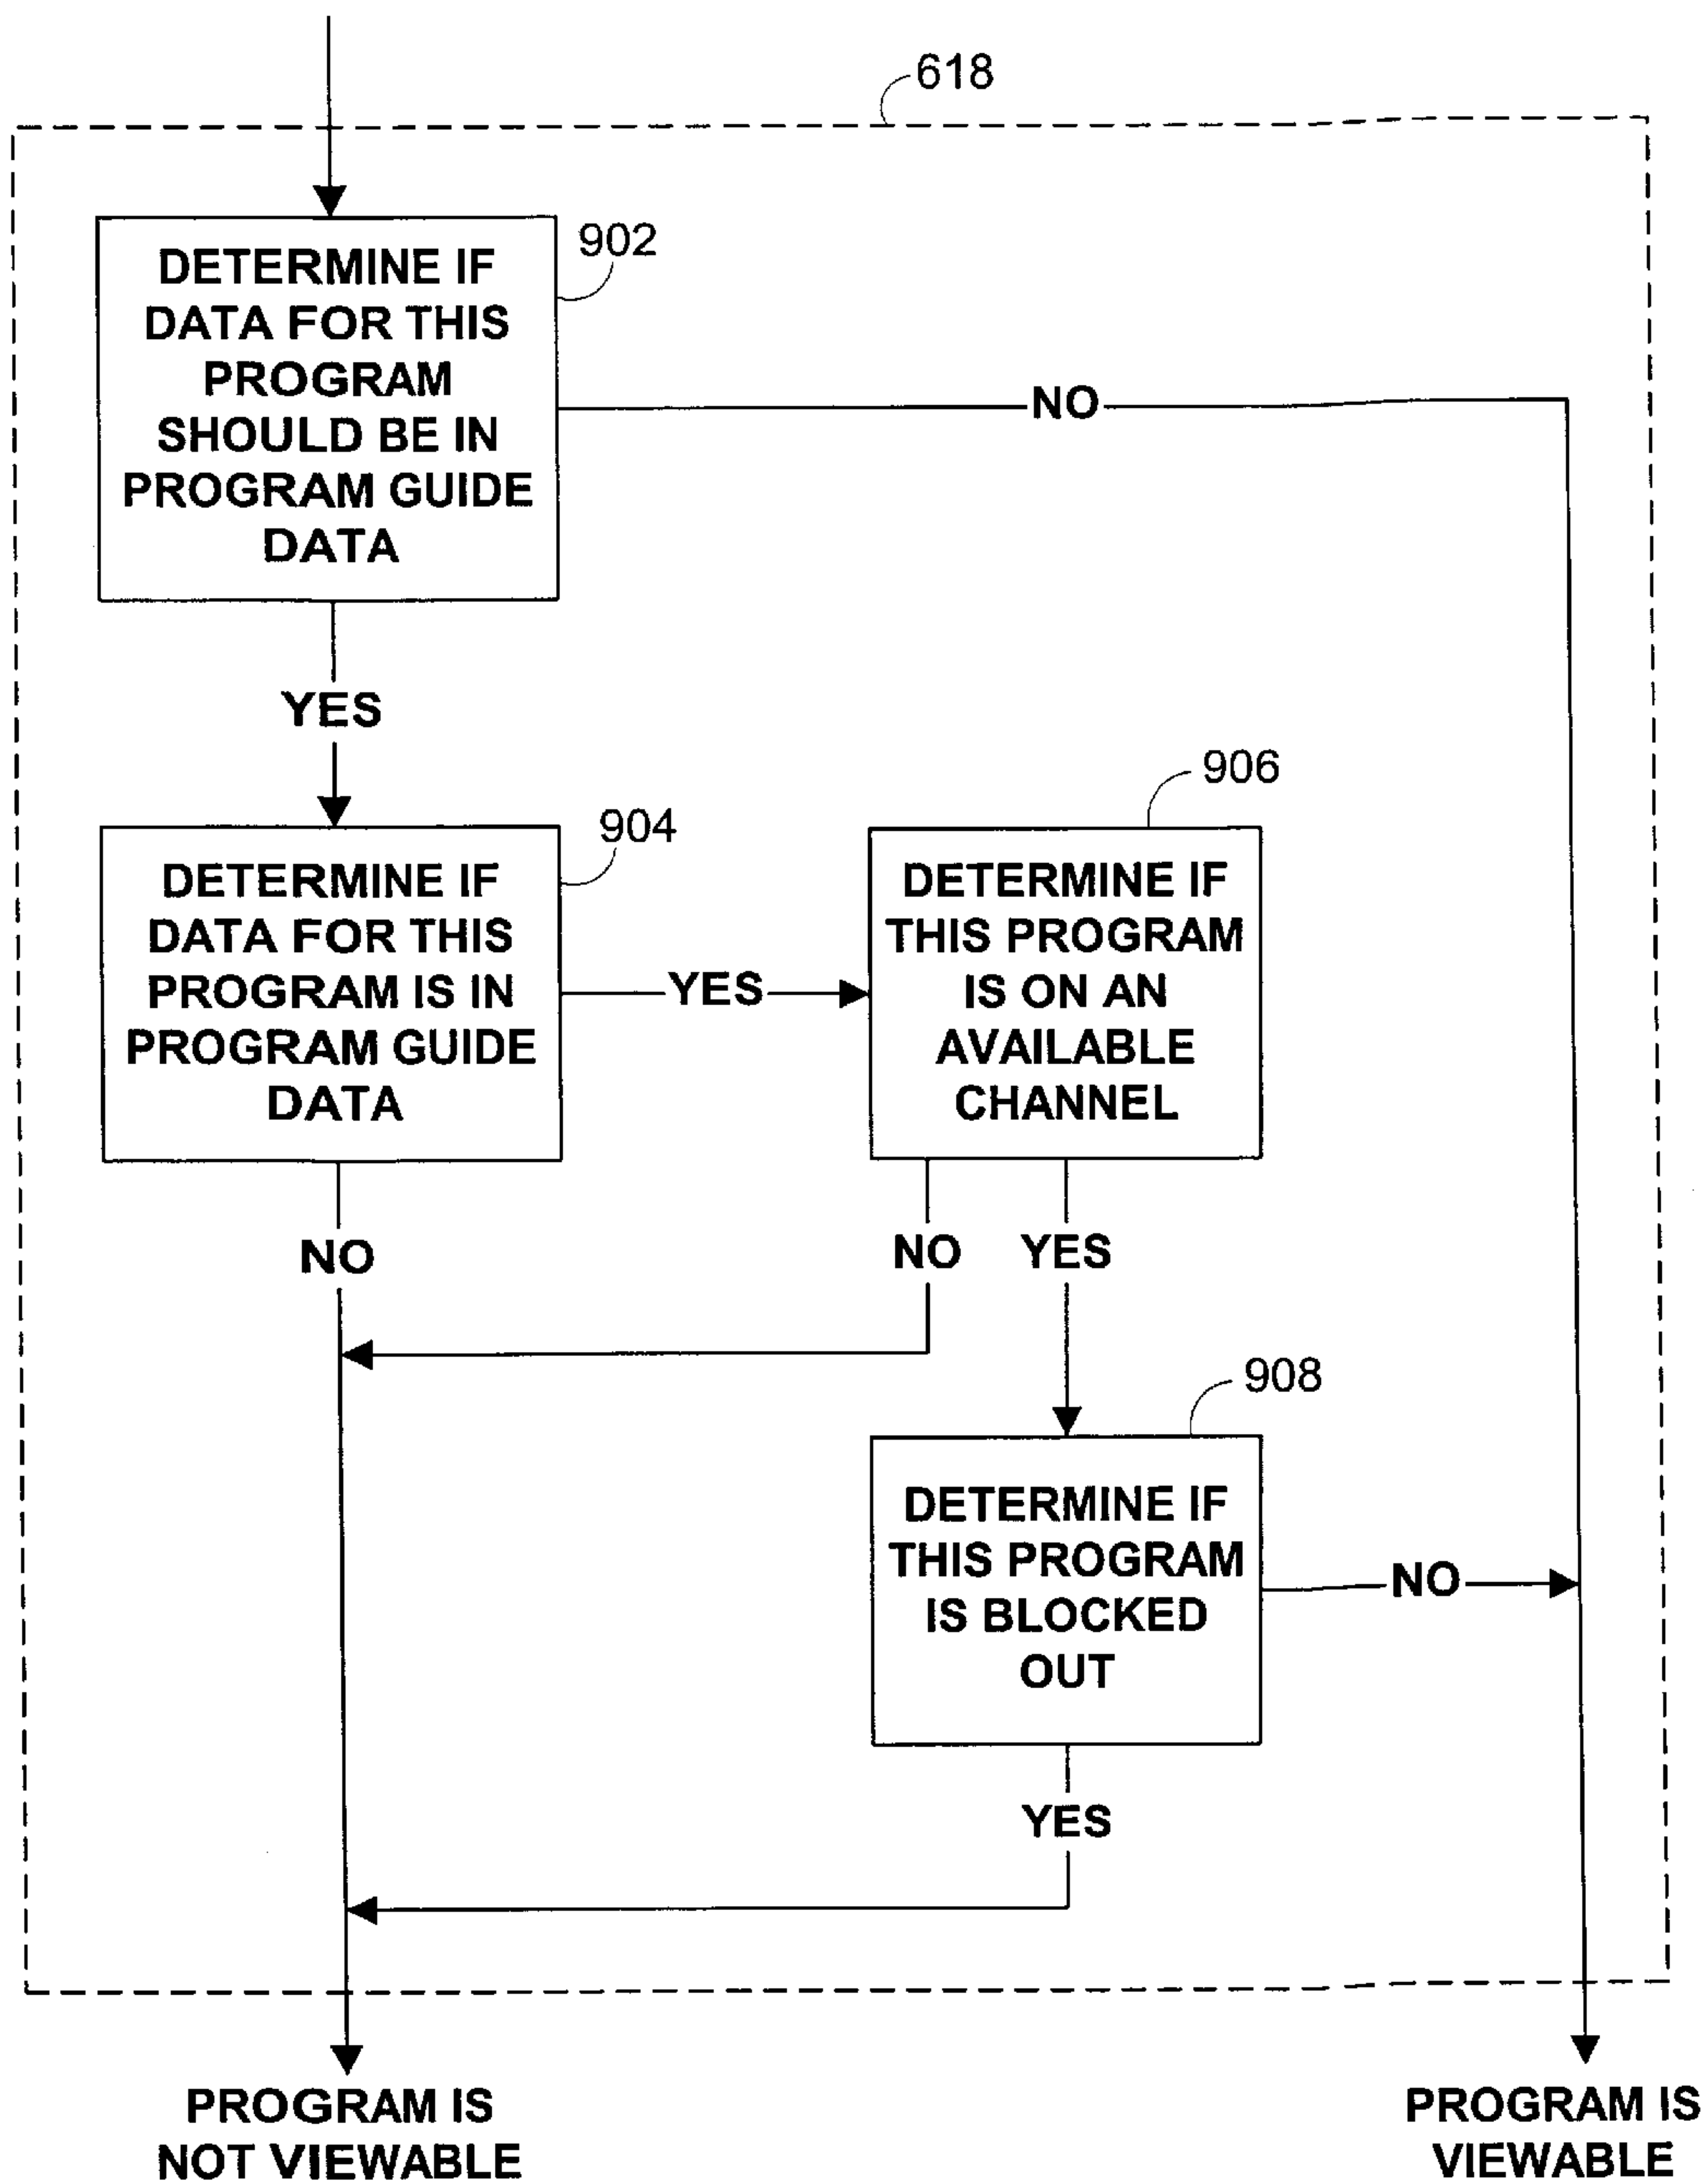 618
902
DETERMINE IF
DATA FOR THIS
PROGRAM
SHOULD BE IN
PROGRAM GUIDE
DATA
NO
YES
904
DETERMINE IF
DATA FOR THIS
PROGRAM IS IN
PROGRAM GUIDE
DATA
YES
906
DETERMINE IF
THIS PROGRAM
IS ON AN
AVAILABLE
CHANNEL
NO
NO
YES
908
DETERMINE IF
THIS PROGRAM
IS BLOCKED
OUT
NO
YES
PROGRAM IS
NOT VIEWABLE
PROGRAM IS
VIEWABLE